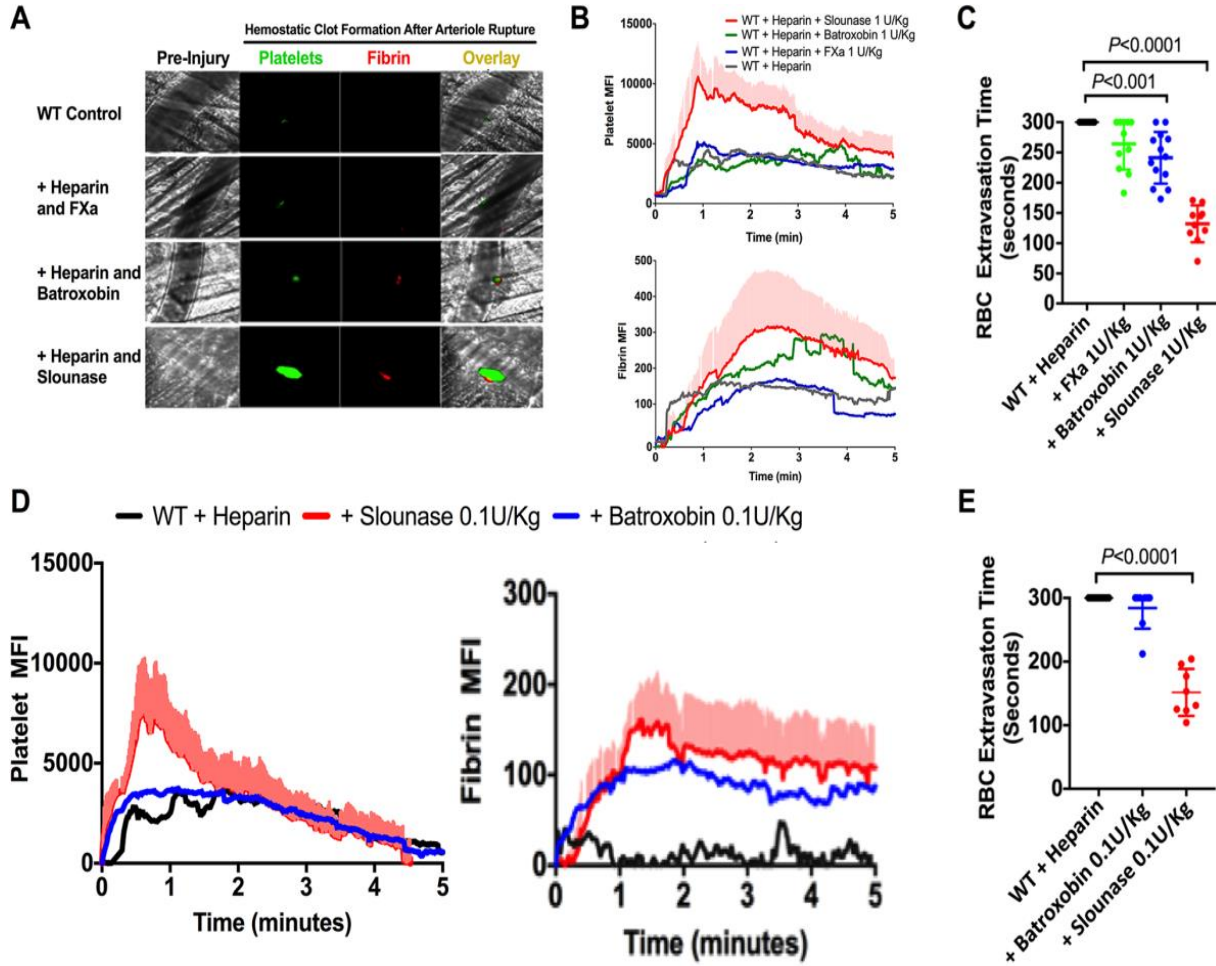 A
Hemostatic Clot Formation After Arteriole Rupture
Pre-Injury Platelets Fibrin Overlay
WT Control
+ Heparin
and FXa
+ Heparin and
Batroxobin
+ Heparin and
Slounase
B
WT + Heparin + Slounase 1 U/Kg
WT + Heparin + Batroxobin 1 U/Kg
WT + Heparin + FXa 1 U/Kg
WT + Heparin
Platelet MFI
15000
10000
5000
0
0 1 2 3 4 5
Time (min)
Fibrin MFI
500
400
300
200
100
0
0 1 2 3 4 5
Time (min)
C
P<0.0001
P<0.001
RBC Extravasation Time
(seconds)
300
250
200
150
100
50
0
WT + Heparin
+ FXa 1U/Kg
+ Batroxobin 1U/Kg
+ Slounase 1U/Kg
D
WT + Heparin + Slounase 0.1U/Kg + Batroxobin 0.1U/Kg
Platelet MFI
15000
10000
5000
0
0 1 2 3 4 5
Time (minutes)
Fibrin MFI
300
200
100
0
0 1 2 3 4 5
Time (minutes)
E
P<0.0001
RBC Extravasaton Time
(Seconds)
300
200
100
0
WT + Heparin
+ Batroxobin 0.1U/Kg
+ Slounase 0.1U/Kg